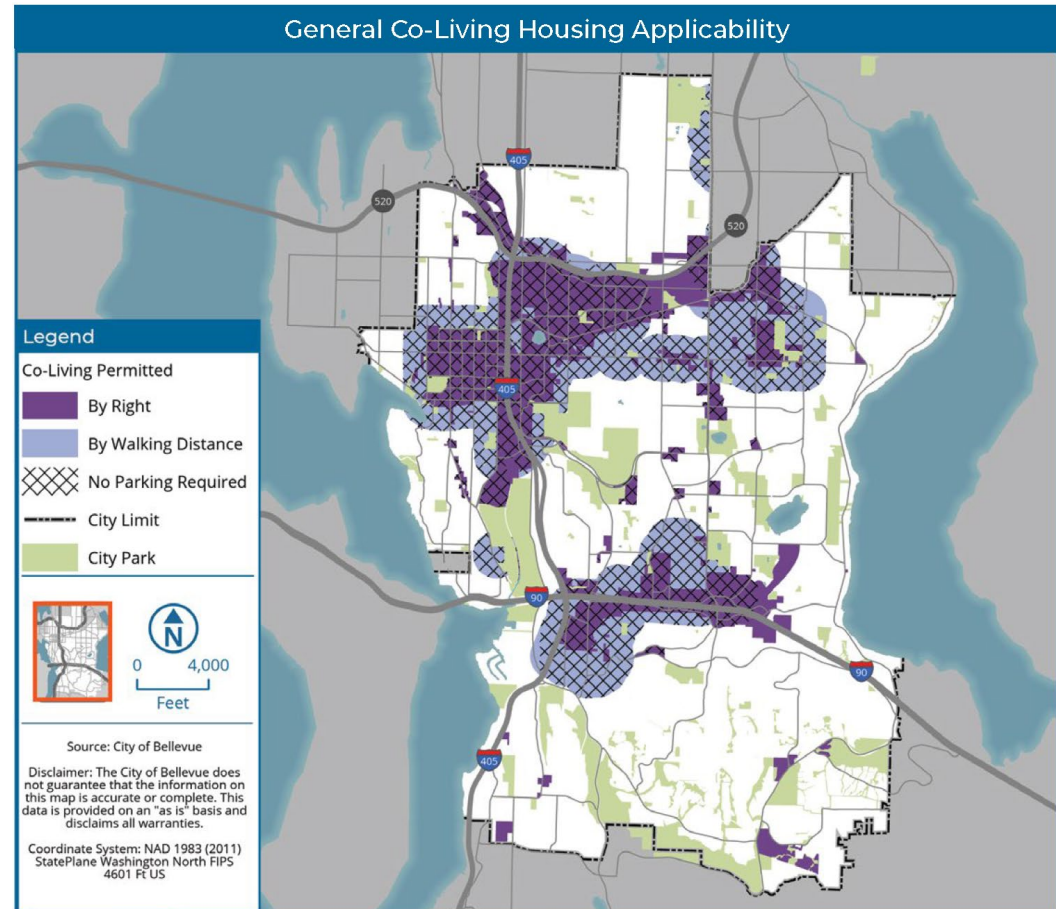 General Co-Living Housing Applicability
405
520
520
405
90
90
405
Legend
Co-Living Permitted
By Right
By Walking Distance
No Parking Required
City Limit
City Park
N
0 4,000
Feet
Source: City of Bellevue
Disclaimer: The City of Bellevue does
not guarantee that the information on
this map is accurate or complete. This
data is provided on an "as is" basis and
disclaims all warranties.
Coordinate System: NAD 1983 (2011)
StatePlane Washington North FIPS
4601 Ft US